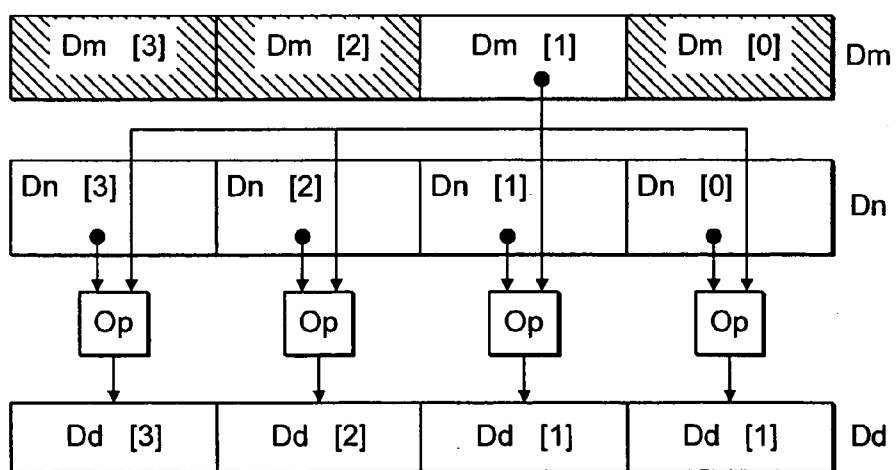 Dm [3] Dm [2] Dm [1] Dm [0] Dm
Dn [3] Dn [2] Dn [1] Dn [0] Dn
Op Op Op Op
Dd [3] Dd [2] Dd [1] Dd [1] Dd